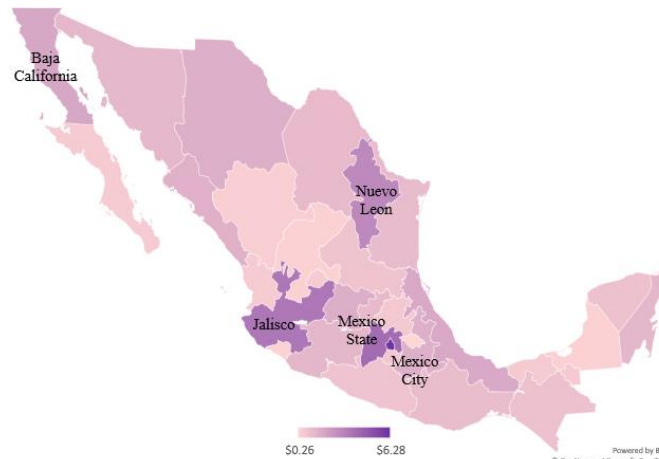 Baja
California
Nuevo
Leon
Jalisco
Mexico
State
Mexico
City
$0.26 $6.28
Powered by B